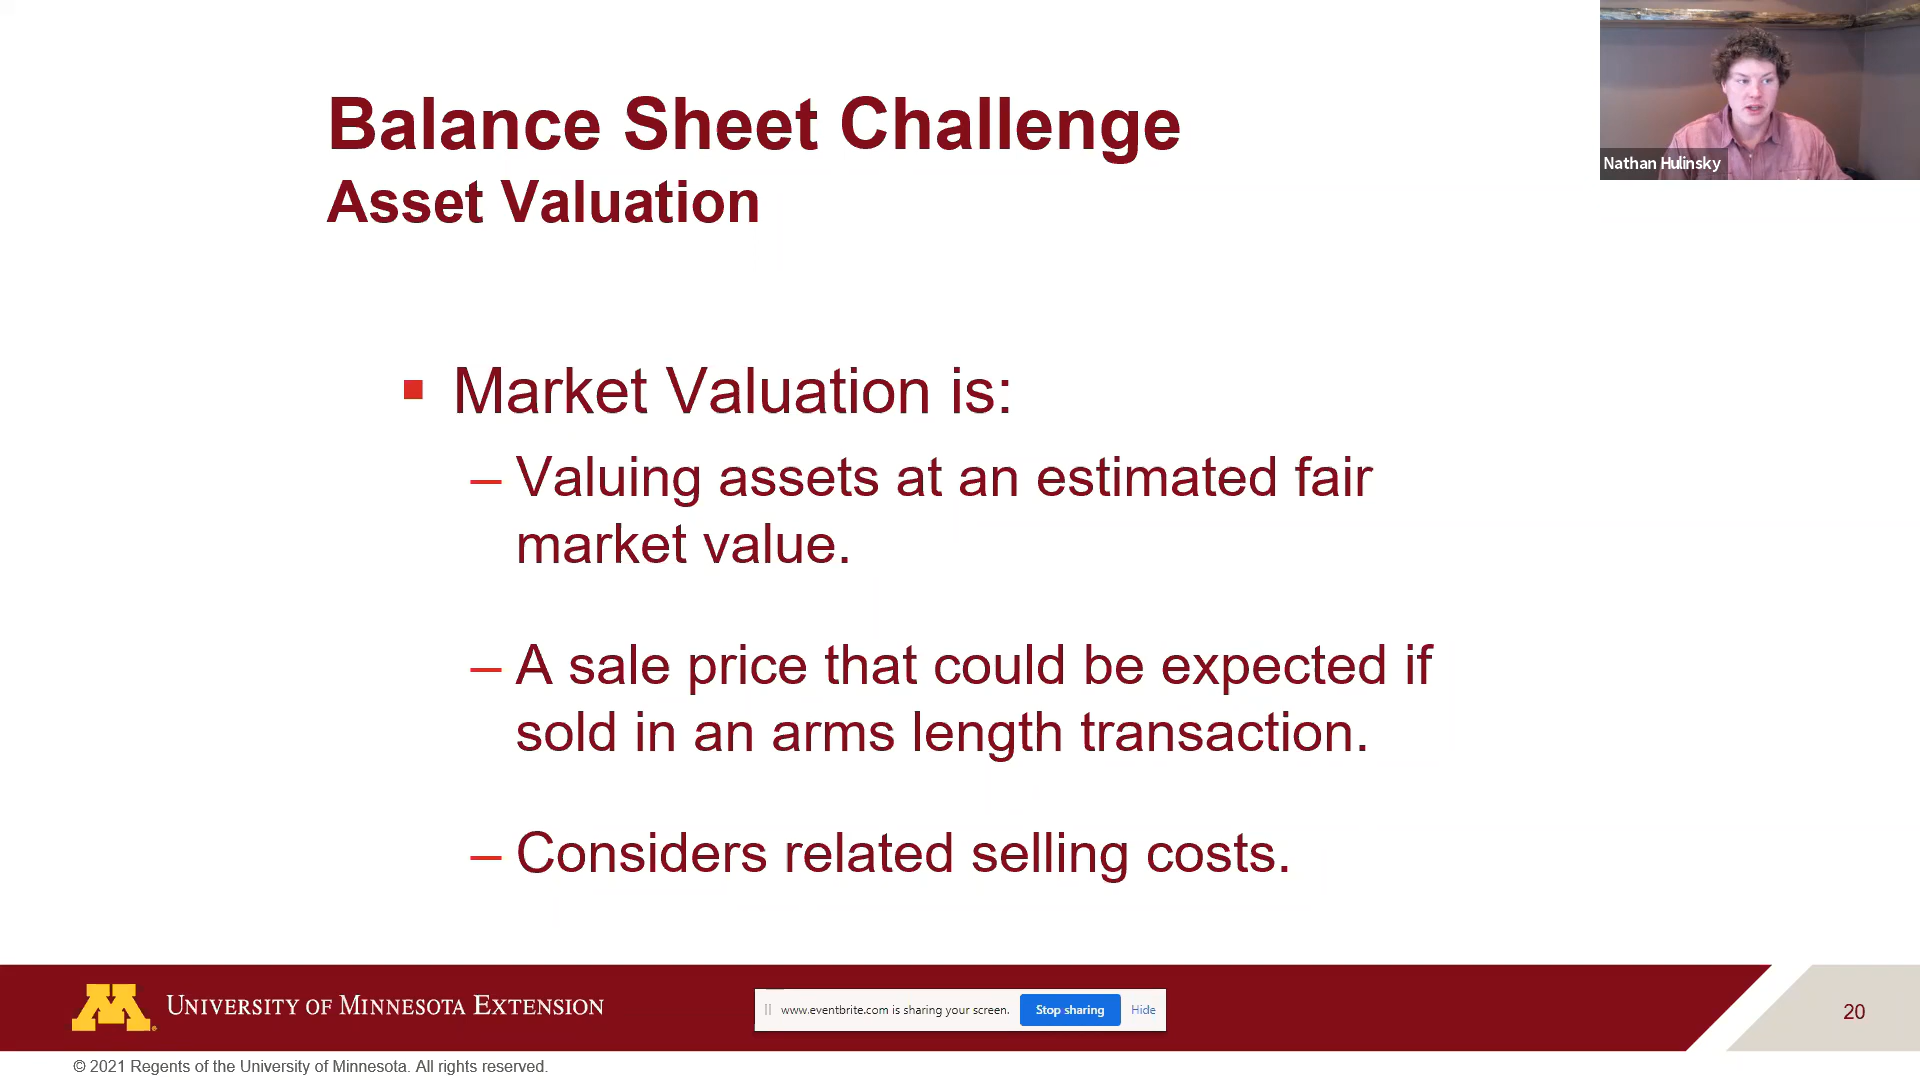 Balance Sheet Challenge
Asset Valuation
Nathan Hulinsky
▪ Market Valuation is:
– Valuing assets at an estimated fair
market value.
– A sale price that could be expected if
sold in an arms length transaction.
– Considers related selling costs.
M
UNIVERSITY OF MINNESOTA EXTENSION
www.eventbrite.com is sharing your screen. Stop sharing Hide
20
© 2021 Regents of the University of Minnesota. All rights reserved.